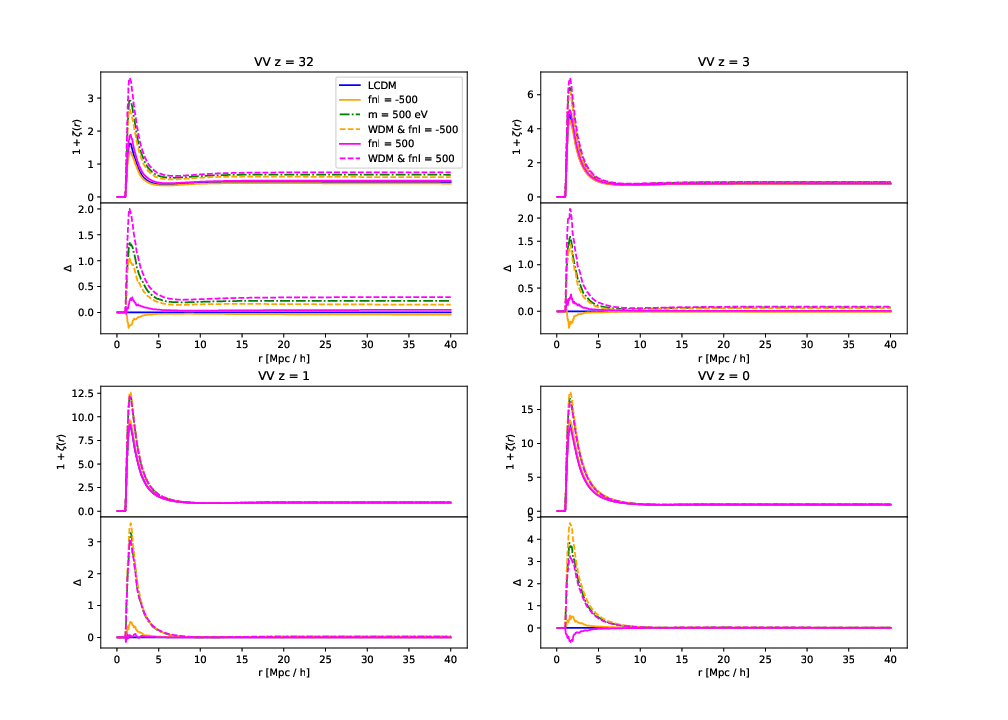 VV z = 32
3
2
1
0
1 + ζ(r)
LCDM
fnl = -500
m = 500 eV
WDM & fnl = -500
fnl = 500
WDM & fnl = 500
2.0
1.5
1.0
0.5
0.0
Δ
0 5 10 15 20 25 30 35 40
r [Mpc / h]
VV z = 3
6
4
2
0
1 + ζ(r)
2.0
1.5
1.0
0.5
0.0
Δ
0 5 10 15 20 25 30 35 40
r [Mpc / h]
VV z = 1
12.5
10.0
7.5
5.0
2.5
0.0
1 + ζ(r)
3
2
1
0
Δ
0 5 10 15 20 25 30 35 40
r [Mpc / h]
VV z = 0
15
10
5
0
1 + ζ(r)
5
4
3
2
1
0
Δ
0 5 10 15 20 25 30 35 40
r [Mpc / h]